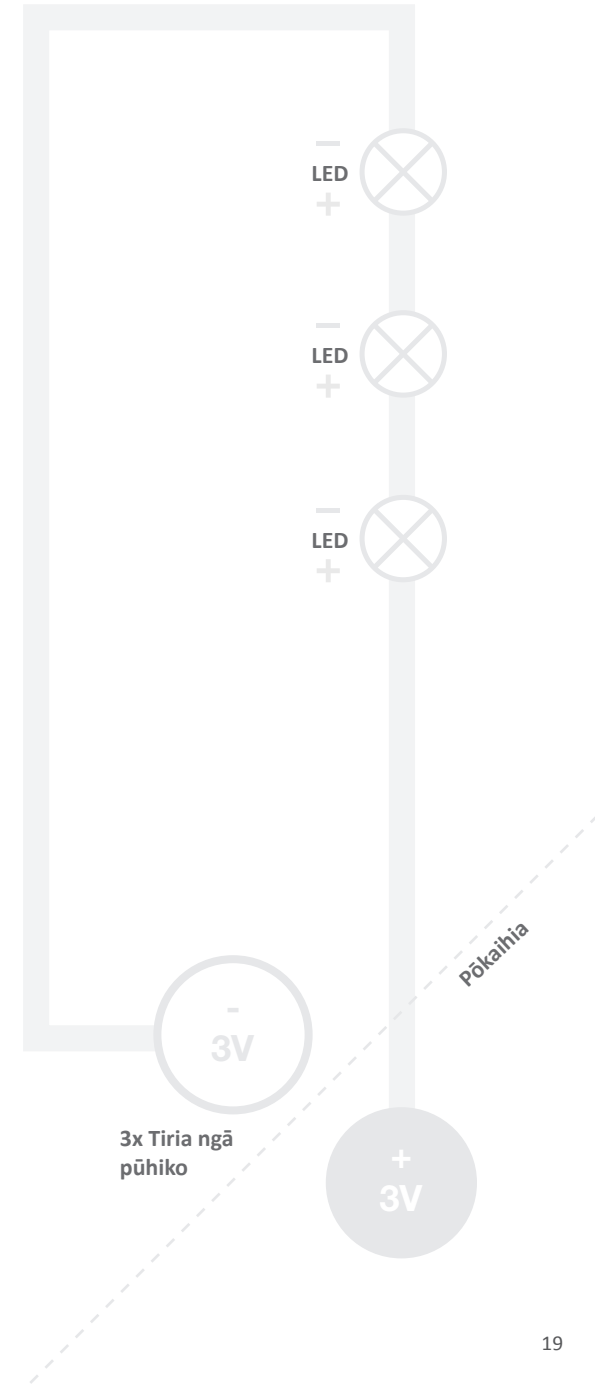 –
LED
+
–
LED
+
–
LED
+
Pōkaihia
-
3V
3x Tiria ngā
pūhiko
+
3V
19